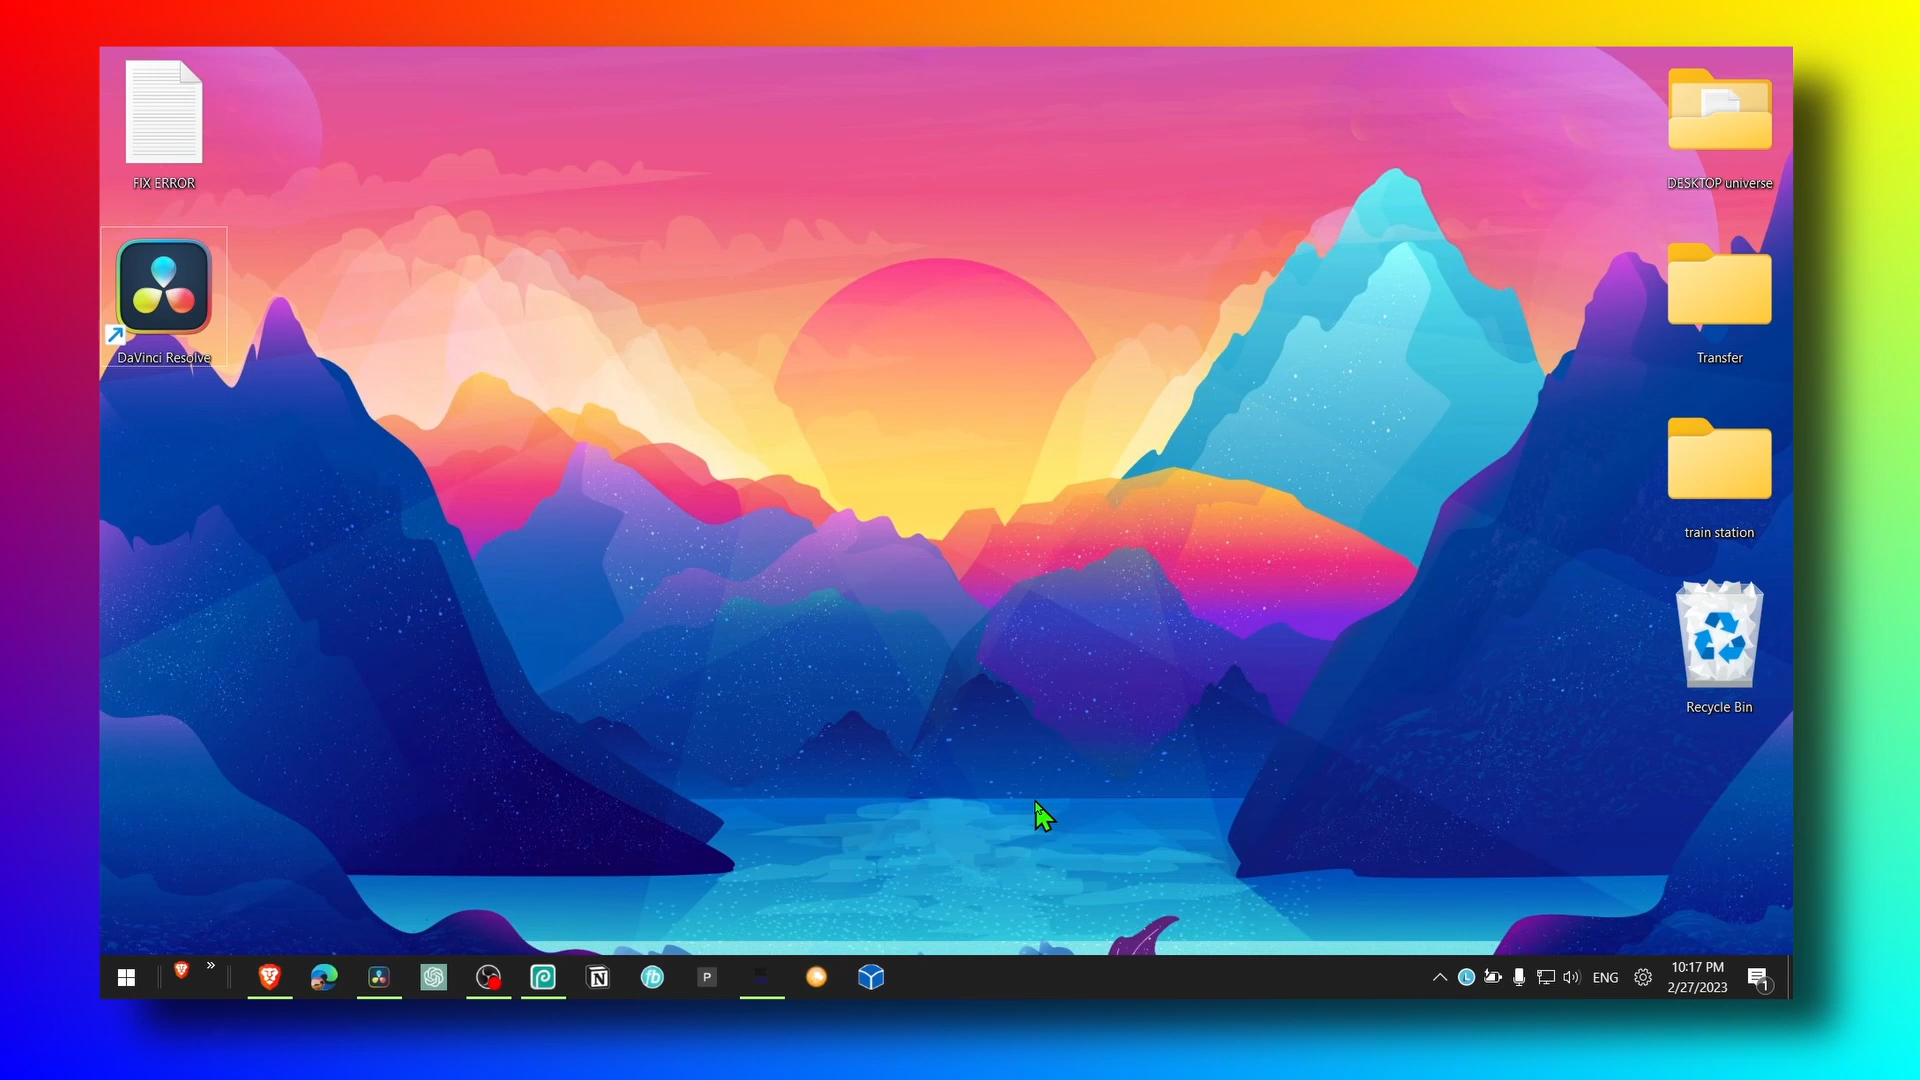 FIX ERROR
DaVinci Resolve
DESKTOP universe
Transfer
train station
Recycle Bin
»
N
fb
P
L
ENG
10:17 PM
2/27/2023
1